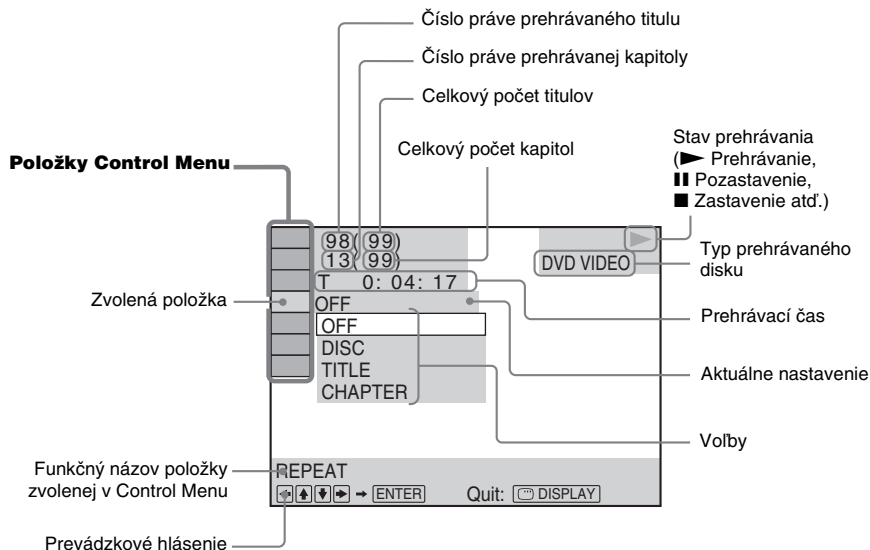 Číslo práve prehrávaného titulu
Číslo práve prehrávanej kapitoly
Celkový počet titulov
Celkový počet kapitol
Stav prehrávania
(► Prehrávanie,
❚❚ Pozastavenie,
■ Zastavenie atď.)
Položky Control Menu
98(99)
13(99)
T 0: 04: 17
DVD VIDEO
Typ prehrávaného
disku
Zvolená položka
OFF
OFF
DISC
TITLE
CHAPTER
Prehrávací čas
Aktuálne nastavenie
Voľby
Funkčný názov položky
zvolenej v Control Menu
REPEAT
ENTER Quit: DISPLAY
Prevádzkové hlásenie